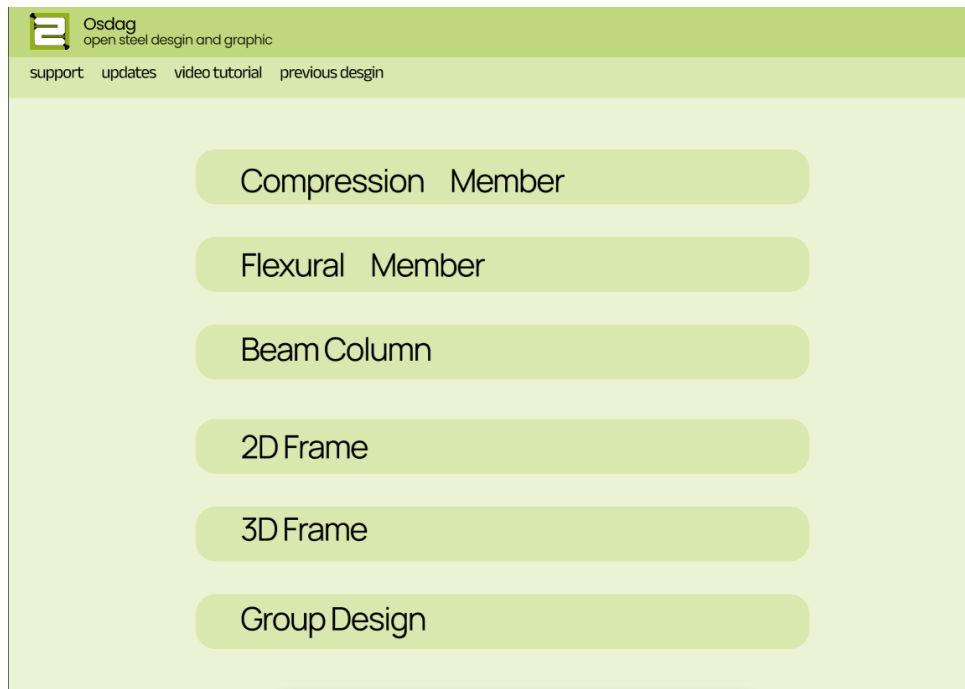 Osdag
open steel desgin and graphic
support updates video tutorial previous desgin
Compression Member
Flexural Member
Beam Column
2D Frame
3D Frame
Group Design